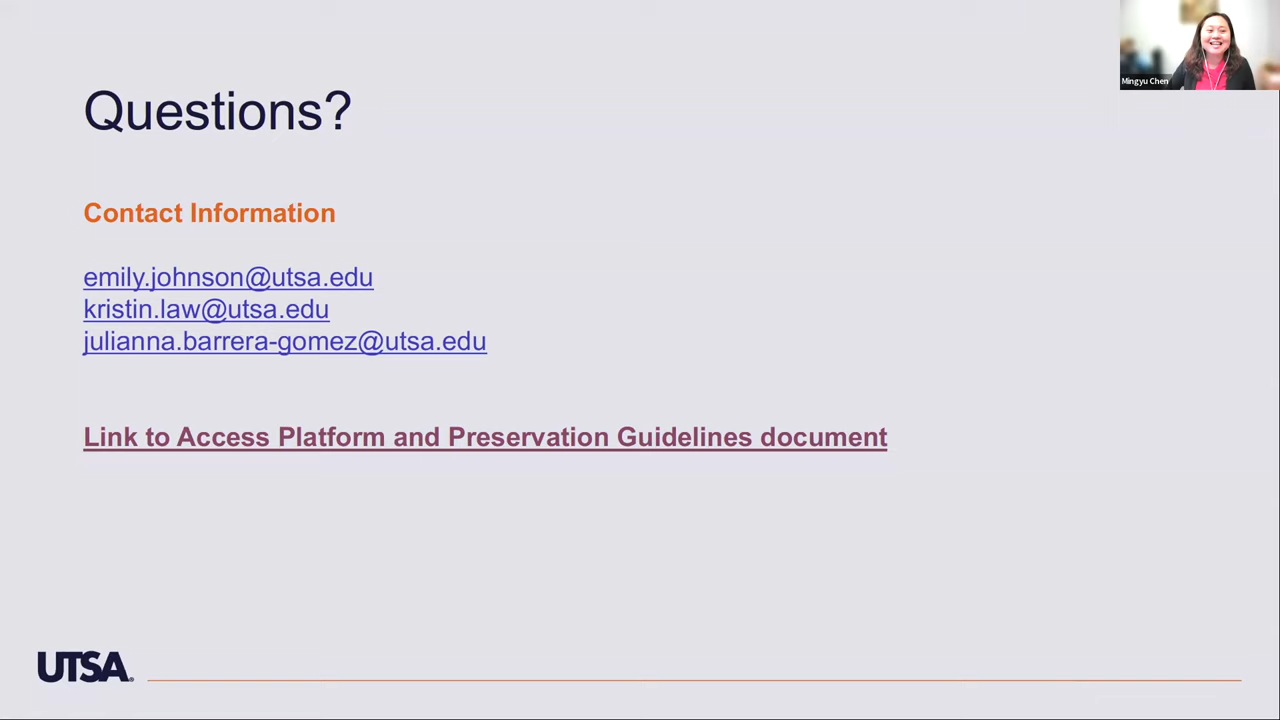 Questions?
Mingyu Chen
Contact Information
emily.johnson@utsa.edu
kristin.law@utsa.edu
julianna.barrera-gomez@utsa.edu
Link to Access Platform and Preservation Guidelines document
UTSA®